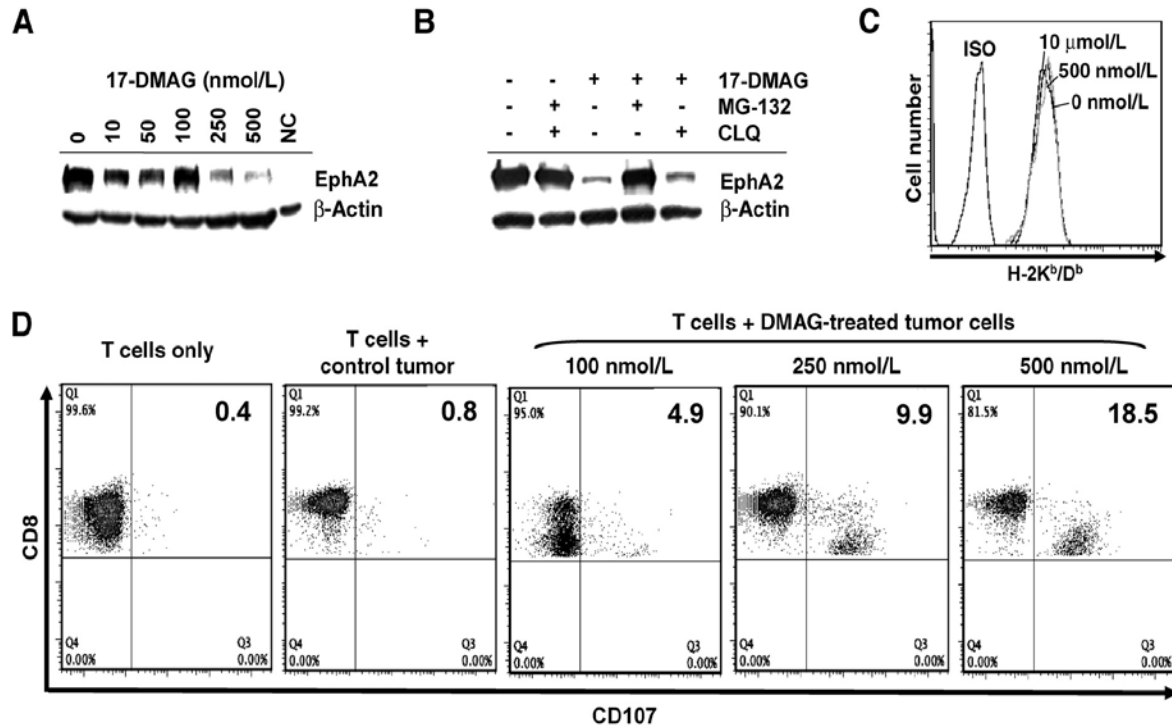 A
17-DMAG (nmol/L)
0 10 50 100 250 500 NC
EphA2
β-Actin
B
- - + + + 17-DMAG
- + - + - MG-132
- + - - + CLQ
EphA2
β-Actin
C
ISO
10 μmol/L
500 nmol/L
0 nmol/L
Cell number
H-2Kᵇ/Dᵇ
D
T cells only
T cells +
control tumor
T cells + DMAG-treated tumor cells
100 nmol/L 250 nmol/L 500 nmol/L
Q1
99.6%
0.4
Q4
0.00%
Q3
0.00%
Q1
99.2%
0.8
Q4
0.00%
Q3
0.00%
Q1
95.0%
4.9
Q4
0.00%
Q3
0.00%
Q1
90.1%
9.9
Q4
0.00%
Q3
0.00%
Q1
81.5%
18.5
Q4
0.00%
Q3
0.00%
CD8
CD107